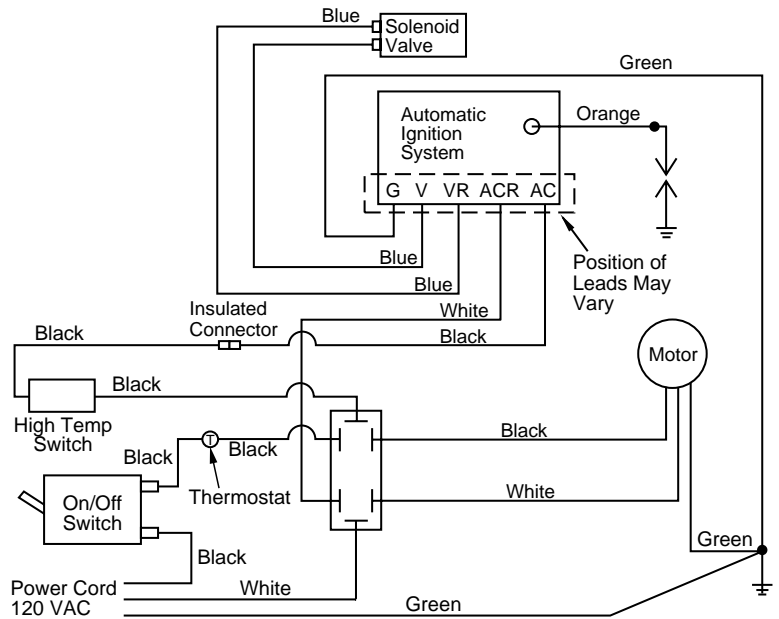 Blue
Solenoid
Valve
Green
Automatic
Ignition
System
Orange
G V VR ACR AC
Blue
Blue
Position of
Leads May
Vary
White
Insulated
Connector
Black
Black
Motor
Black
High Temp
Switch
Black
Black
Black
Thermostat
T
On/Off
Switch
White
Black
Green
Power Cord
120 VAC
White
Green